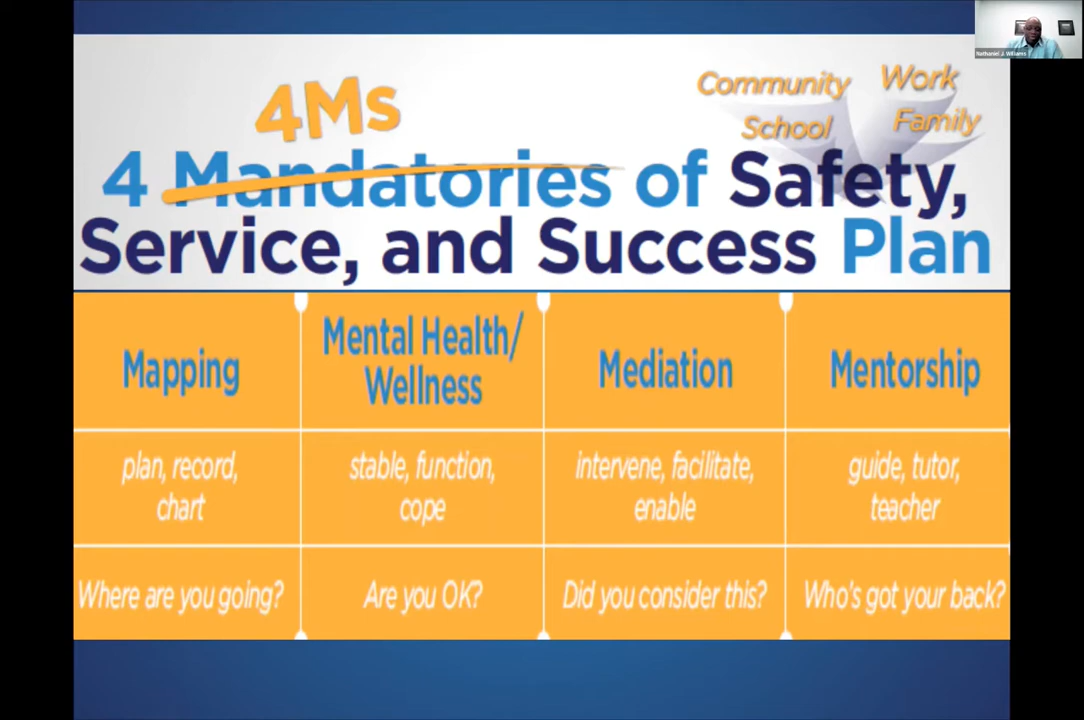 Nathaniel J. Williams
4Ms
Community Work
School Family
4 Mandatories of Safety,
Service, and Success Plan
Mapping
plan, record,
chart
Where are you going?
Mental Health/
Wellness
stable, function,
cope
Are you OK?
Mediation
intervene, facilitate,
enable
Did you consider this?
Mentorship
guide, tutor,
teacher
Who's got your back?